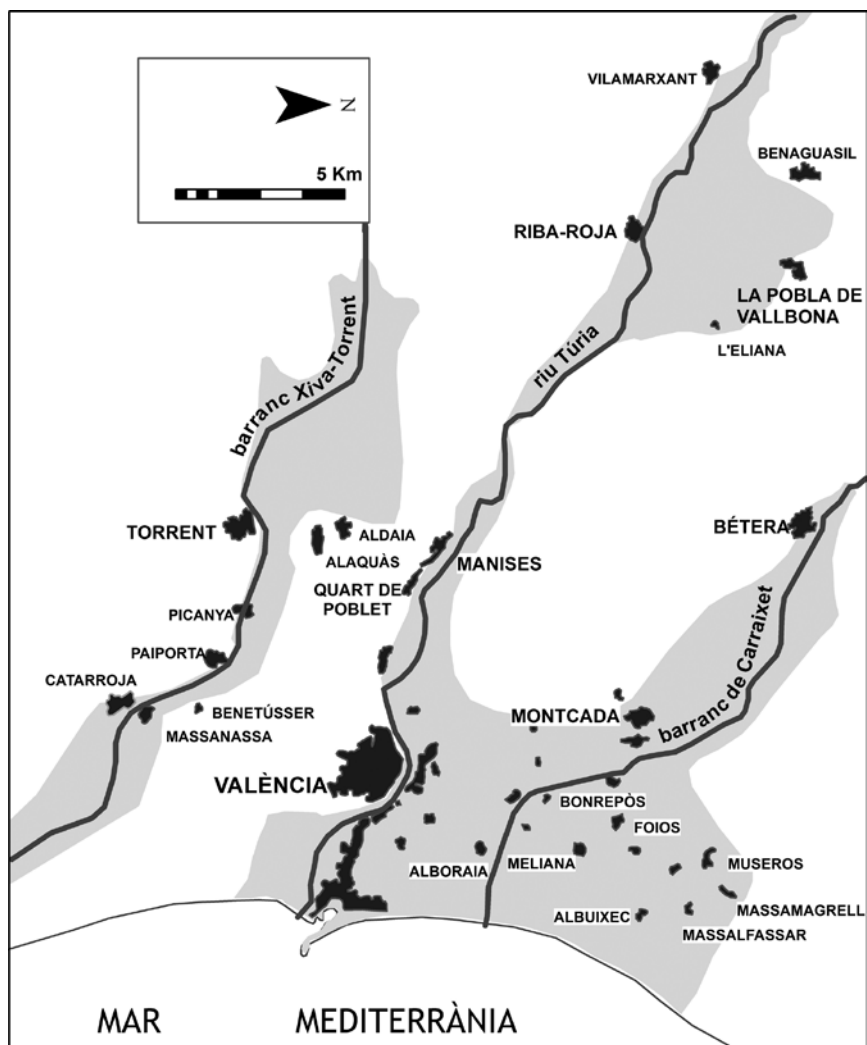 VILAMARXANT
N
5 Km
BENAGUASIL
RIBA-ROJA
LA POBLA DE
VALLBONA
L'ELIANA
riu Túria
barranc Xiva-Torrent
TORRENT
ALDAIA
ALAQUÀS
MANISES
BÉTERA
QUART DE
POBLET
PICANYA
PAIPORTA
CATARROJA
BENETÚSSER
MASSANASSA
MONTCADA
barranc de Carraixet
VALÈNCIA
BONREPÒS
FOIOS
ALBORAIA
MELIANA
MUSEROS
ALBUIXEC
MASSAMAGRELL
MASSALFASSAR
MAR MEDITERRÀNIA